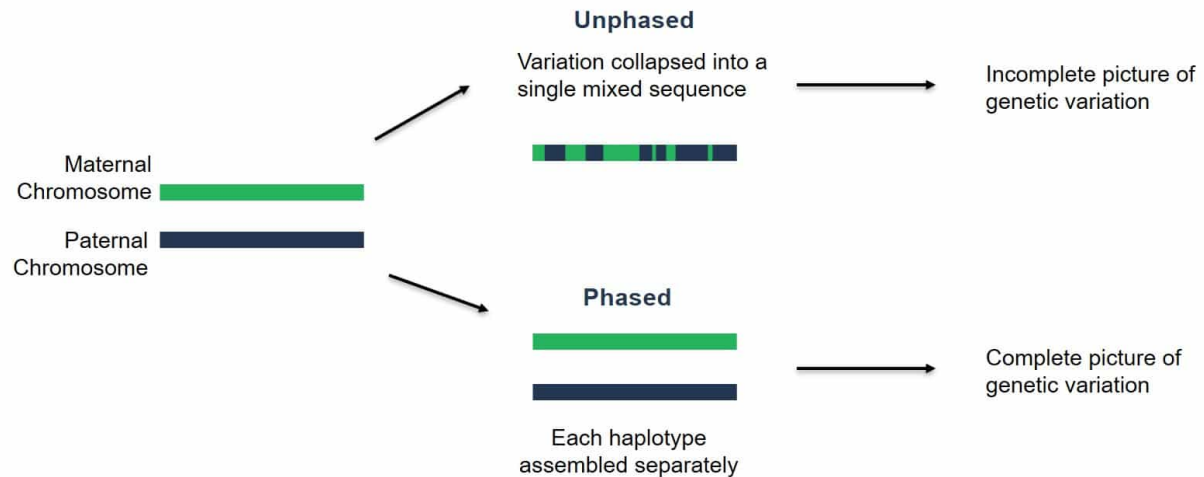 Unphased
Variation collapsed into a
single mixed sequence
Incomplete picture of
genetic variation
Maternal
Chromosome
Paternal
Chromosome
Phased
Complete picture of
genetic variation
Each haplotype
assembled separately